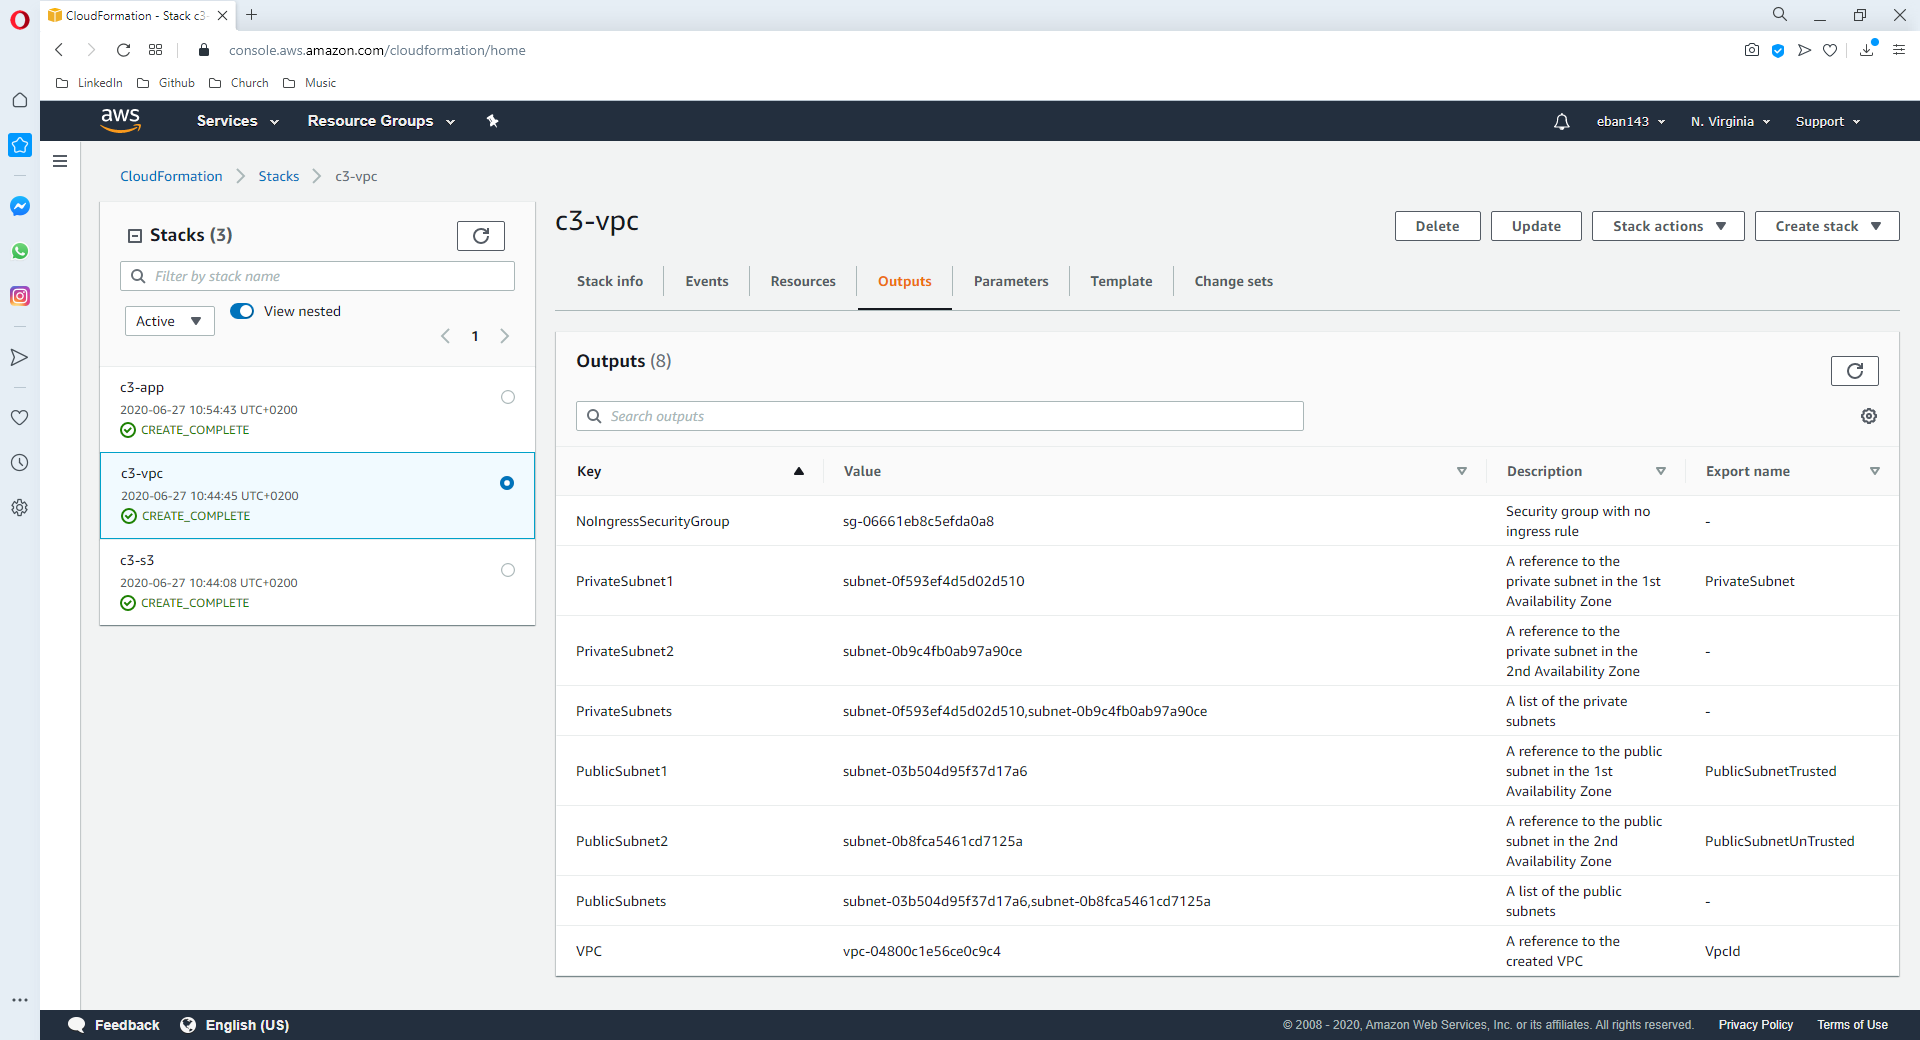 CloudFormation - Stack c3-
console.aws.amazon.com/cloudformation/home
LinkedIn Github Church Music
aws Services Resource Groups eban143 N. Virginia Support
CloudFormation Stacks c3-vpc
Stacks (3)
Filter by stack name
Active View nested
1
c3-app
2020-06-27 10:54:43 UTC+0200
CREATE_COMPLETE
c3-vpc
2020-06-27 10:44:45 UTC+0200
CREATE_COMPLETE
c3-s3
2020-06-27 10:44:08 UTC+0200
CREATE_COMPLETE
c3-vpc
Delete Update Stack actions Create stack
Stack info Events Resources Outputs Parameters Template Change sets
Outputs (8)
Search outputs
Key Value Description Export name
NoIngressSecurityGroup sg-06661eb8c5efda0a8 Security group with no
ingress rule -
PrivateSubnet1 subnet-0f593ef4d5d02d510 A reference to the
private subnet in the 1st
Availability Zone PrivateSubnet
PrivateSubnet2 subnet-0b9c4fb0ab97a90ce A reference to the
private subnet in the
2nd Availability Zone -
PrivateSubnets subnet-0f593ef4d5d02d510,subnet-0b9c4fb0ab97a90ce A list of the private
subnets -
PublicSubnet1 subnet-03b504d95f37d17a6 A reference to the public
subnet in the 1st
Availability Zone PublicSubnetTrusted
PublicSubnet2 subnet-0b8fca5461cd7125a A reference to the public
subnet in the 2nd
Availability Zone PublicSubnetUnTrusted
PublicSubnets subnet-03b504d95f37d17a6,subnet-0b8fca5461cd7125a A list of the public
subnets -
VPC vpc-04800c1e56ce0c9c4 A reference to the
created VPC VpcId
Feedback English (US) © 2008 - 2020, Amazon Web Services, Inc. or its affiliates. All rights reserved. Privacy Policy Terms of Use